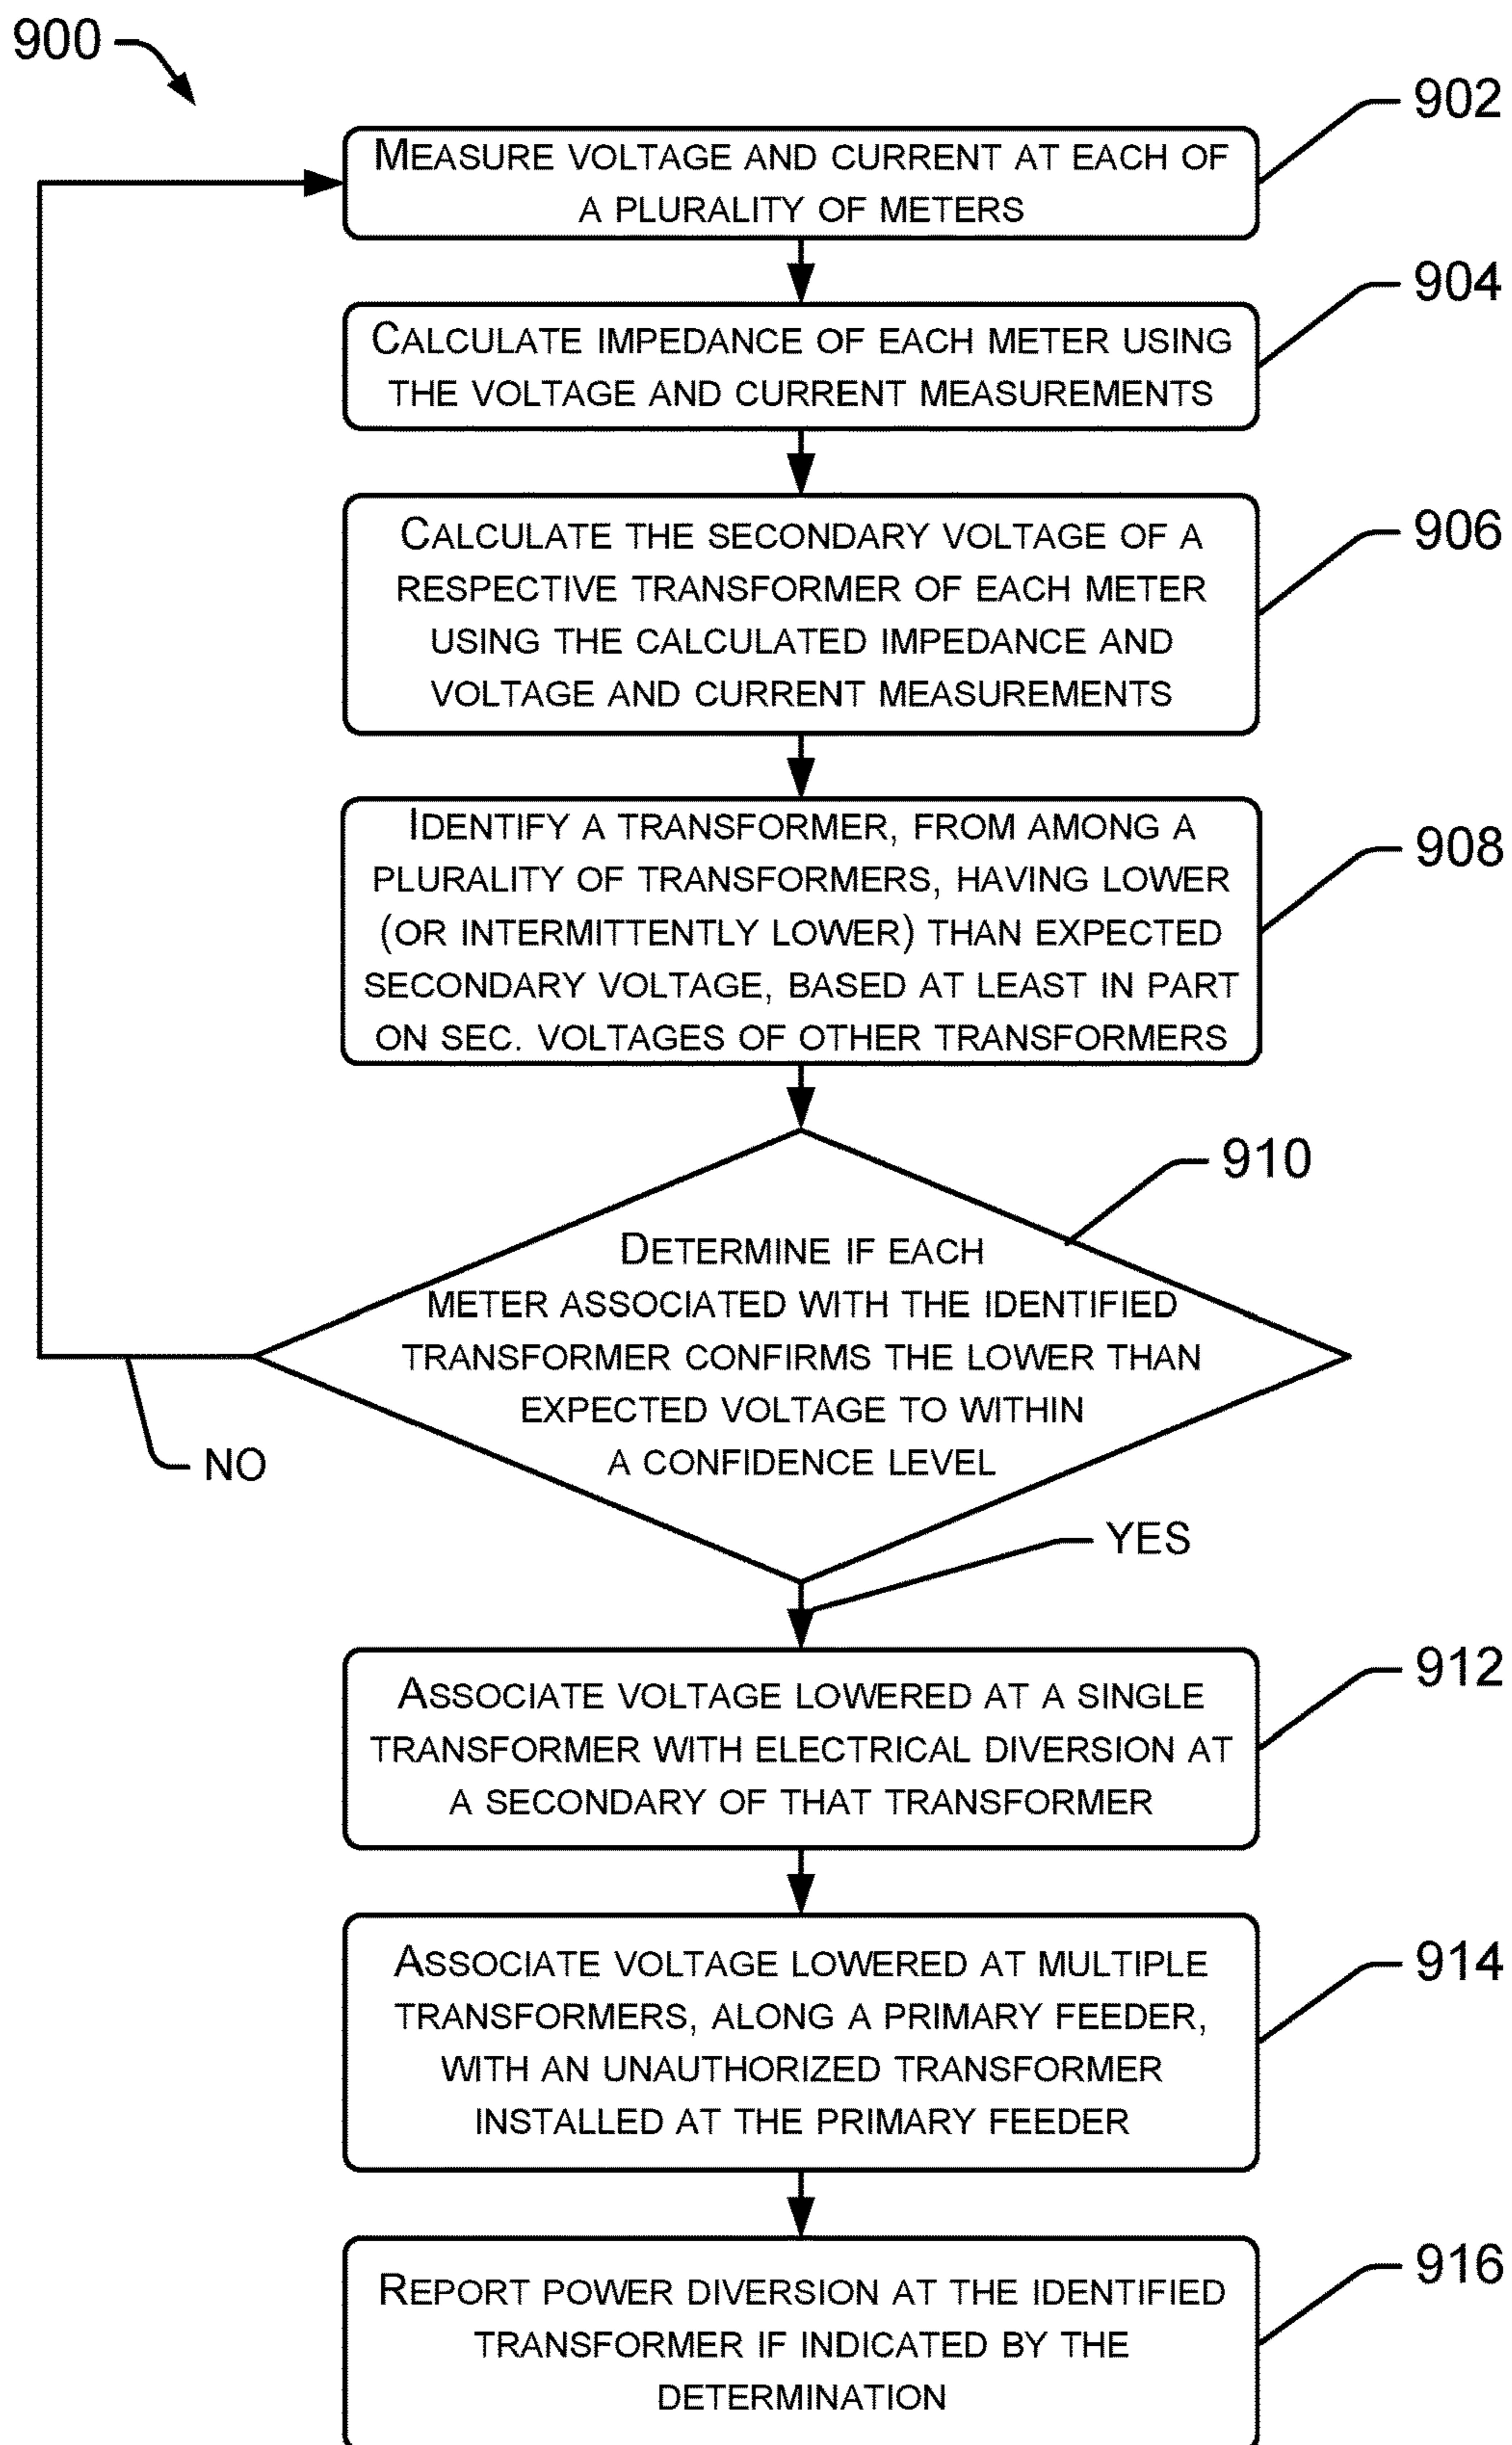 900
902
MEASURE VOLTAGE AND CURRENT AT EACH OF
A PLURALITY OF METERS
904
CALCULATE IMPEDANCE OF EACH METER USING
THE VOLTAGE AND CURRENT MEASUREMENTS
906
CALCULATE THE SECONDARY VOLTAGE OF A
RESPECTIVE TRANSFORMER OF EACH METER
USING THE CALCULATED IMPEDANCE AND
VOLTAGE AND CURRENT MEASUREMENTS
908
IDENTIFY A TRANSFORMER, FROM AMONG A
PLURALITY OF TRANSFORMERS, HAVING LOWER
(OR INTERMITTENTLY LOWER) THAN EXPECTED
SECONDARY VOLTAGE, BASED AT LEAST IN PART
ON SEC. VOLTAGES OF OTHER TRANSFORMERS
910
DETERMINE IF EACH
METER ASSOCIATED WITH THE IDENTIFIED
TRANSFORMER CONFIRMS THE LOWER THAN
EXPECTED VOLTAGE TO WITHIN
A CONFIDENCE LEVEL
NO
YES
912
ASSOCIATE VOLTAGE LOWERED AT A SINGLE
TRANSFORMER WITH ELECTRICAL DIVERSION AT
A SECONDARY OF THAT TRANSFORMER
914
ASSOCIATE VOLTAGE LOWERED AT MULTIPLE
TRANSFORMERS, ALONG A PRIMARY FEEDER,
WITH AN UNAUTHORIZED TRANSFORMER
INSTALLED AT THE PRIMARY FEEDER
916
REPORT POWER DIVERSION AT THE IDENTIFIED
TRANSFORMER IF INDICATED BY THE
DETERMINATION